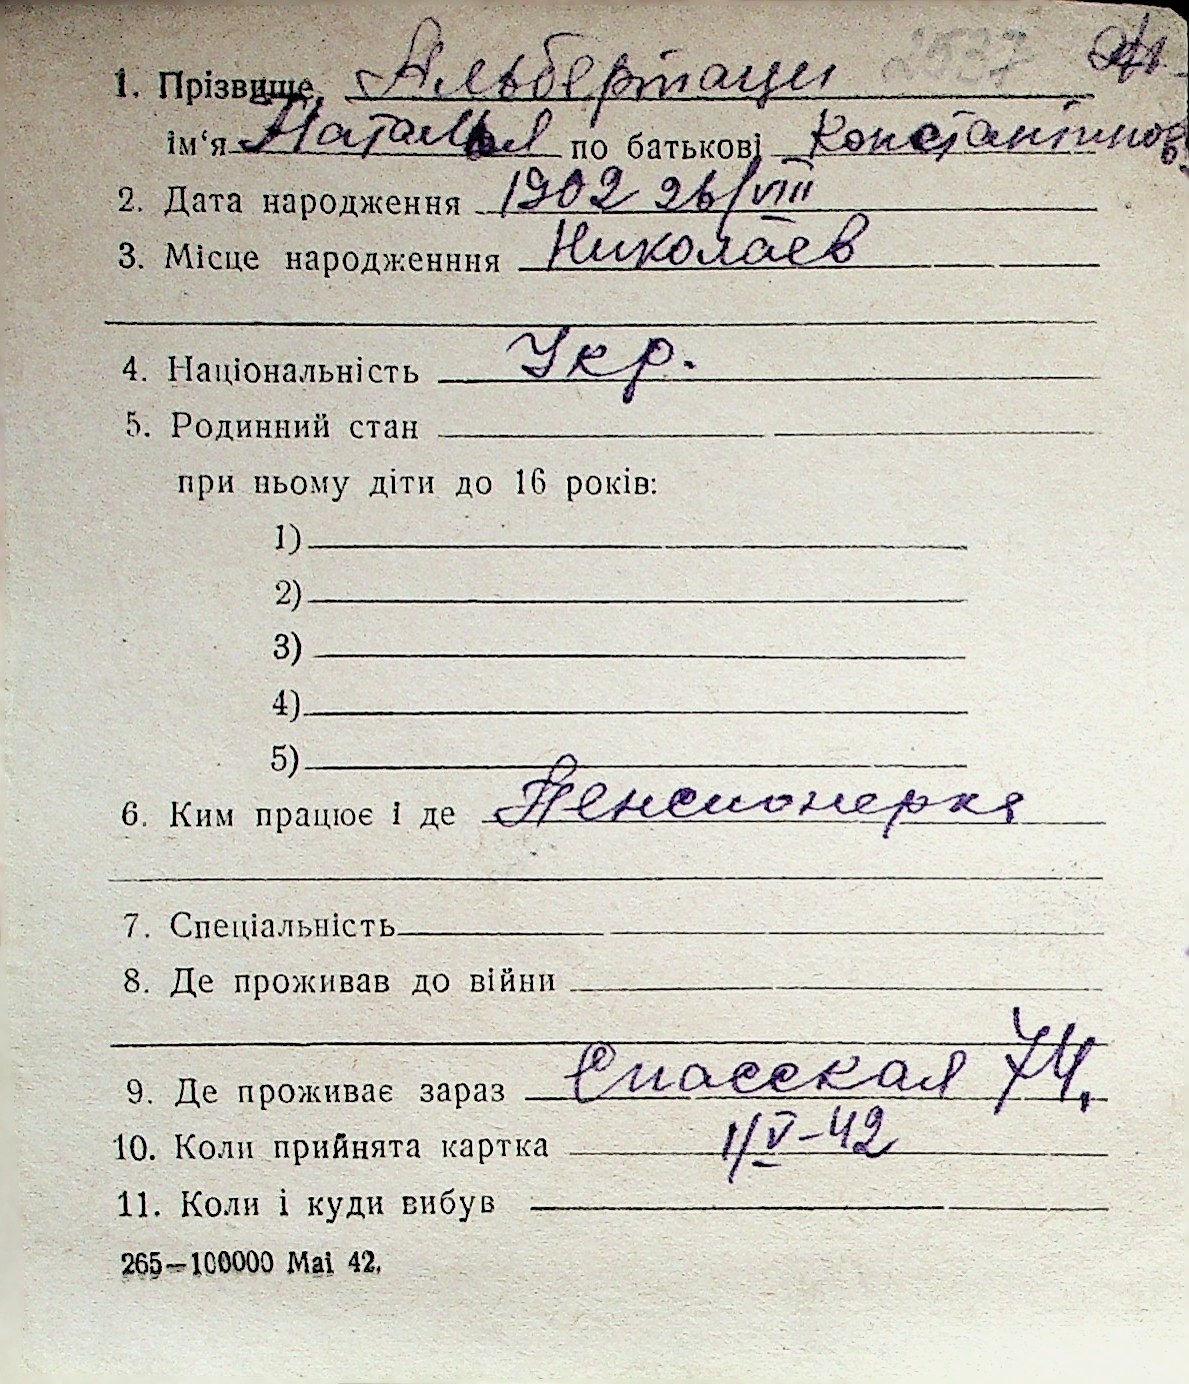 2537
1. Прізвище Альбертаци
ім‘я Наталья по батькові Константинов
2. Дата народження 1902 26/VIII
3. Місце народженння Николаев
4. Національність Укр.
5. Родинний стан
при ньому діти до 16 років:
1)
2)
3)
4)
5)
6. Ким працює і де Пенсионерка
7. Спеціальність
8. Де проживав до війни
9. Де проживає зараз Спасская 74,
10. Коли прийнята картка 1/V-42
11. Коли і куди вибув
265—100000 Mai 42.